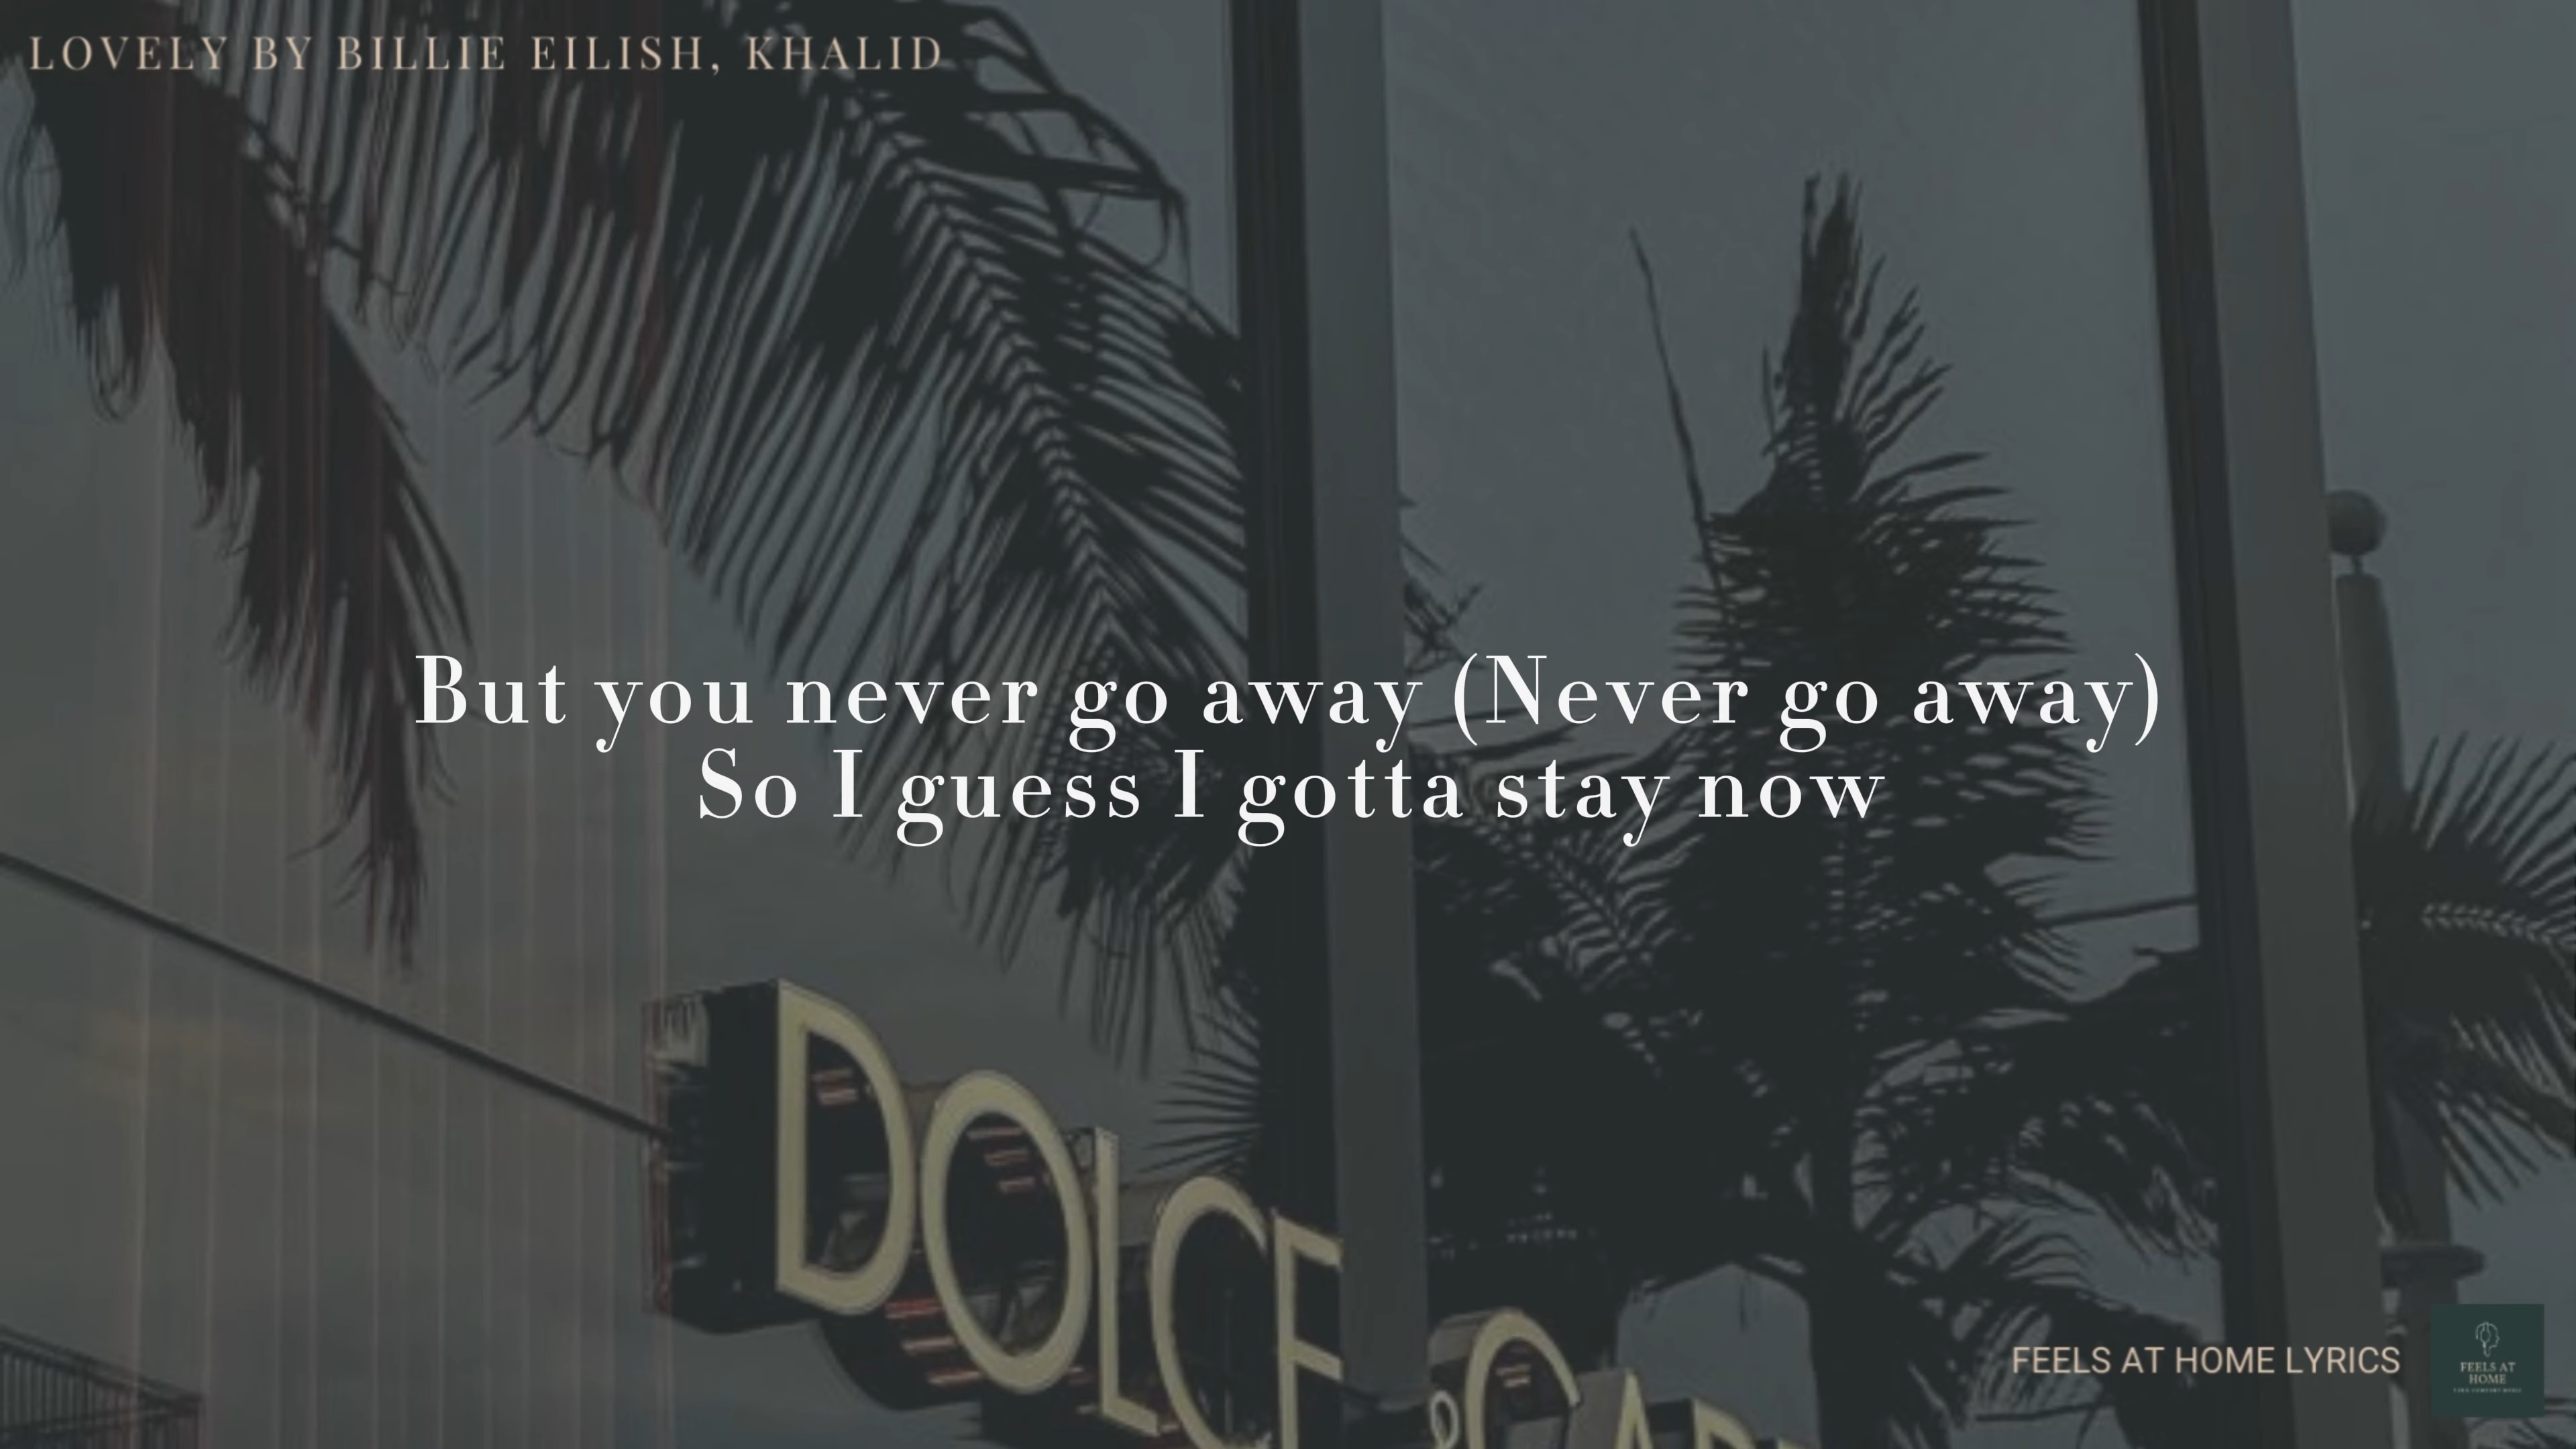 LOVELY BY BILLIE EILISH, KHALID
But you never go away (Never go away)
So I guess I gotta stay now
DOLCE
&GAB
FEELS AT HOME LYRICS
FEELS AT
HOME